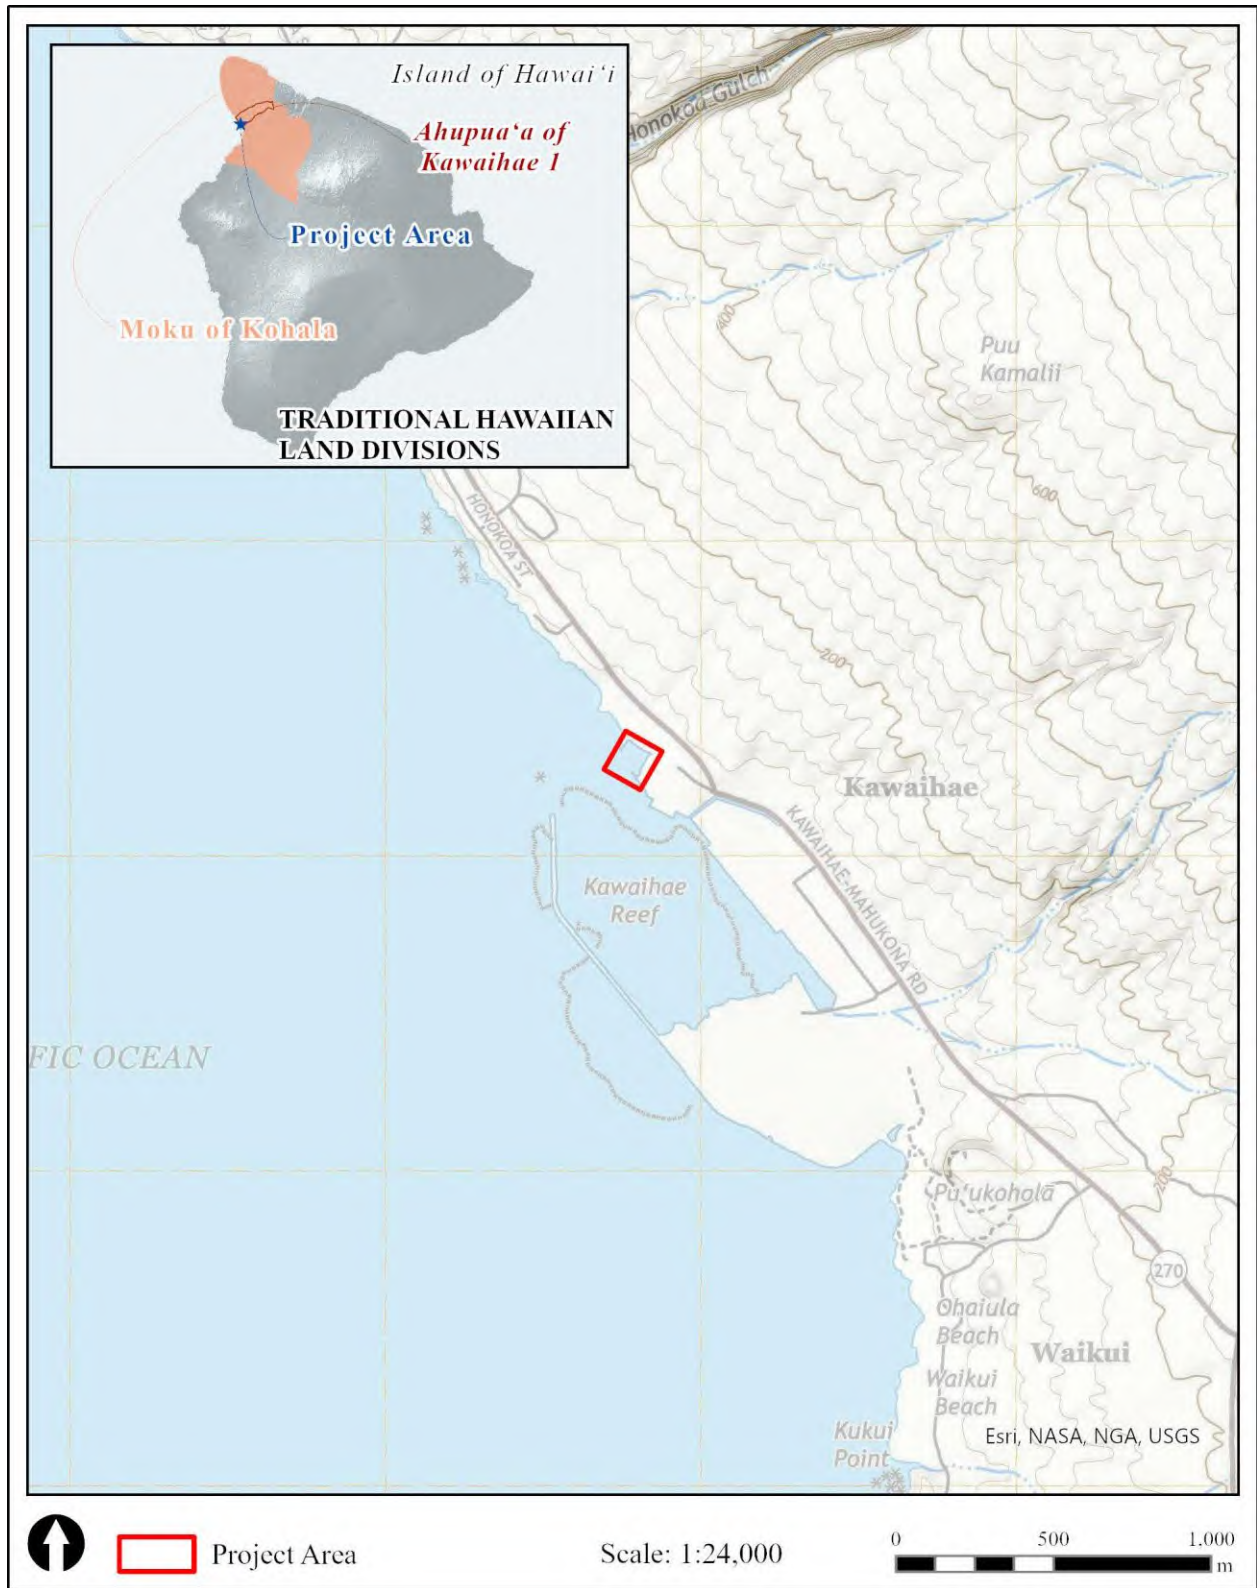 Island of Hawai‘i
Ahupua‘a of
Kawaihae 1
Project Area
Moku of Kohala
TRADITIONAL HAWAIIAN
LAND DIVISIONS
Honokoa Gulch
400
Puu
Kamalii
600
HONOKOA ST
200
Kawaihae
KAWAIHAE-MAHUKONA RD
Kawaihae
Reef
FIC OCEAN
Pu‘ukoholā
200
270
Ohaiula
Beach
Waikui
Waikui
Beach
Kukui
Point
Esri, NASA, NGA, USGS
Project Area
Scale: 1:24,000
0 500 1,000
m